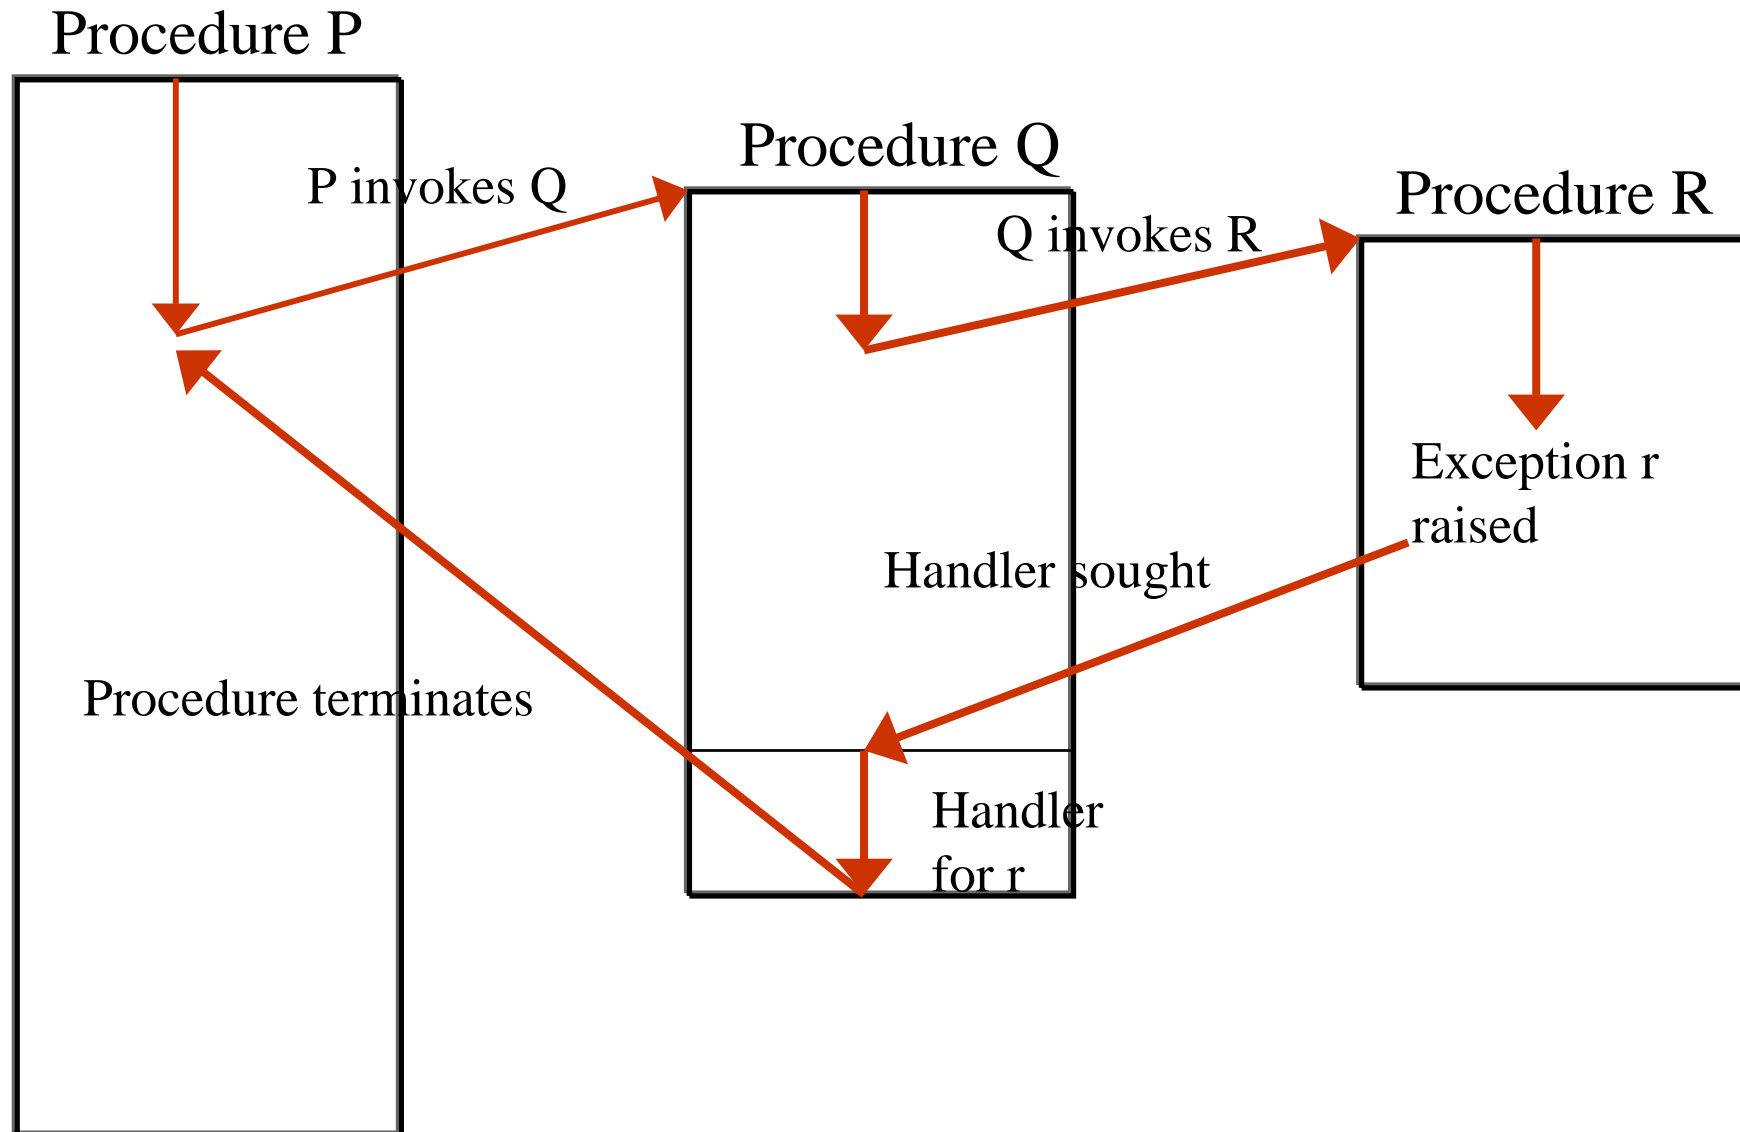 Procedure P
Procedure Q
P invokes Q
Procedure R
Q invokes R
Exception r
raised
Handler sought
Procedure terminates
Handler
for r